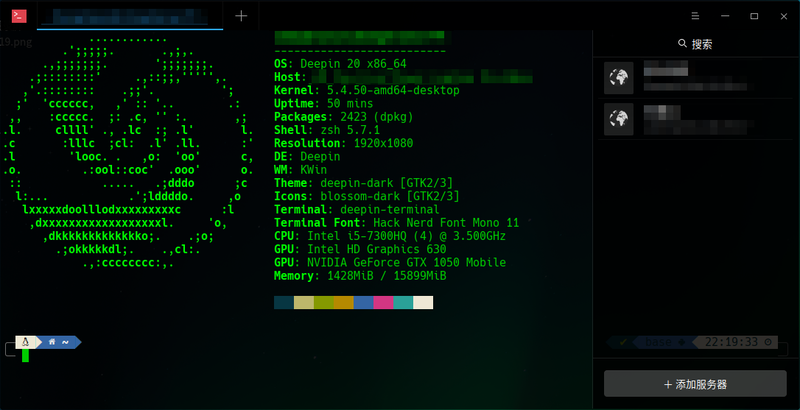 19.png
搜索
OS: Deepin 20 x86_64
Host:
Kernel: 5.4.50-amd64-desktop
Uptime: 50 mins
Packages: 2423 (dpkg)
Shell: zsh 5.7.1
Resolution: 1920x1080
DE: Deepin
WM: KWin
Theme: deepin-dark [GTK2/3]
Icons: blossom-dark [GTK2/3]
Terminal: deepin-terminal
Terminal Font: Hack Nerd Font Mono 11
CPU: Intel i5-7300HQ (4) @ 3.500GHz
GPU: Intel HD Graphics 630
GPU: NVIDIA GeForce GTX 1050 Mobile
Memory: 1428MiB / 15899MiB
~
22:19:33
+ 添加服务器